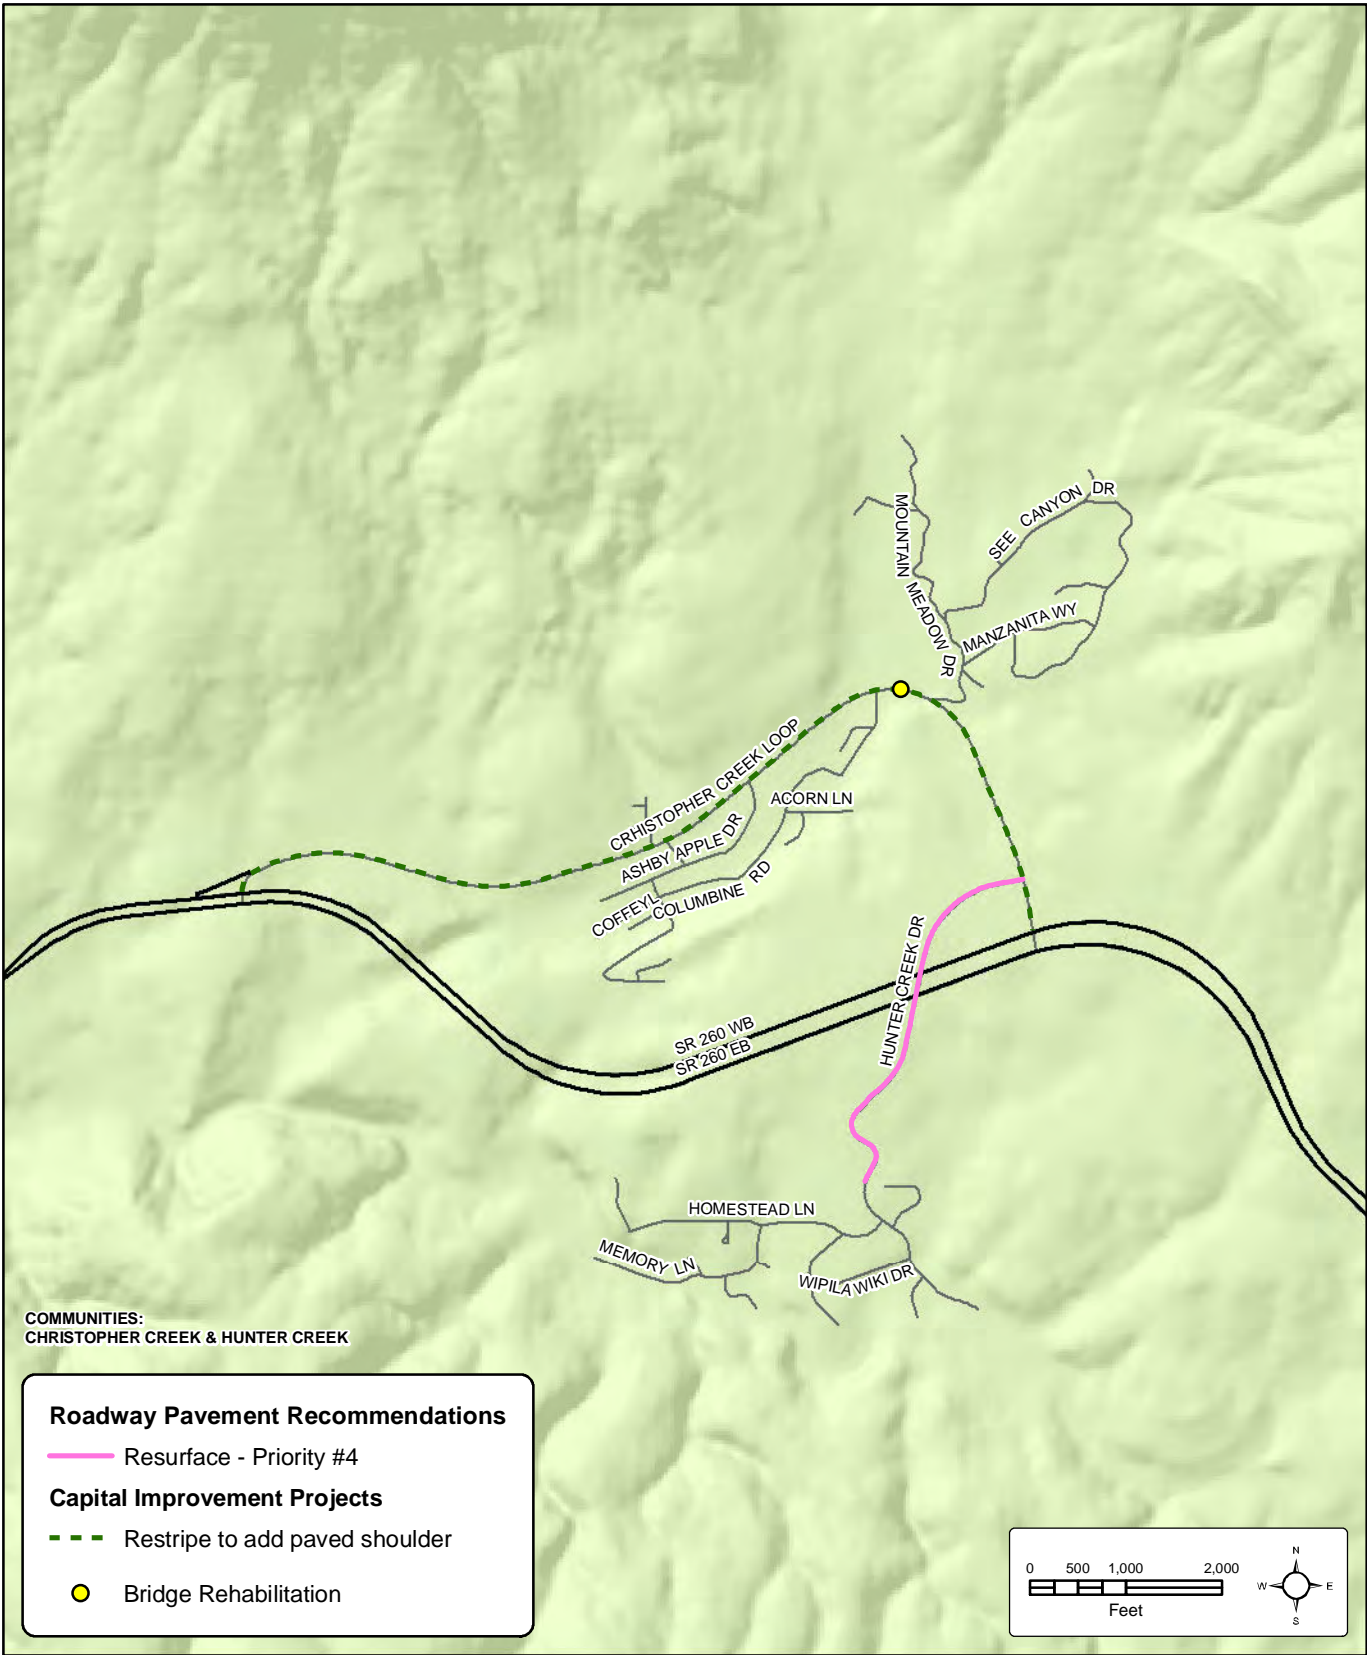 MOUNTAIN MEADOW DR
SEE CANYON DR
MANZANITA WY
CRHISTOPHER CREEK LOOP
ACORN LN
ASHBY APPLE DR
COLUMBINE RD
COFFEYL
HUNTER CREEK DR
SR 260 WB
SR 260 EB
HOMESTEAD LN
MEMORY LN
WIPILA WIKI DR
COMMUNITIES:
CHRISTOPHER CREEK & HUNTER CREEK
Roadway Pavement Recommendations
Resurface - Priority #4
Capital Improvement Projects
Restripe to add paved shoulder
Bridge Rehabilitation
0 500 1,000 2,000
Feet
N
W E
S